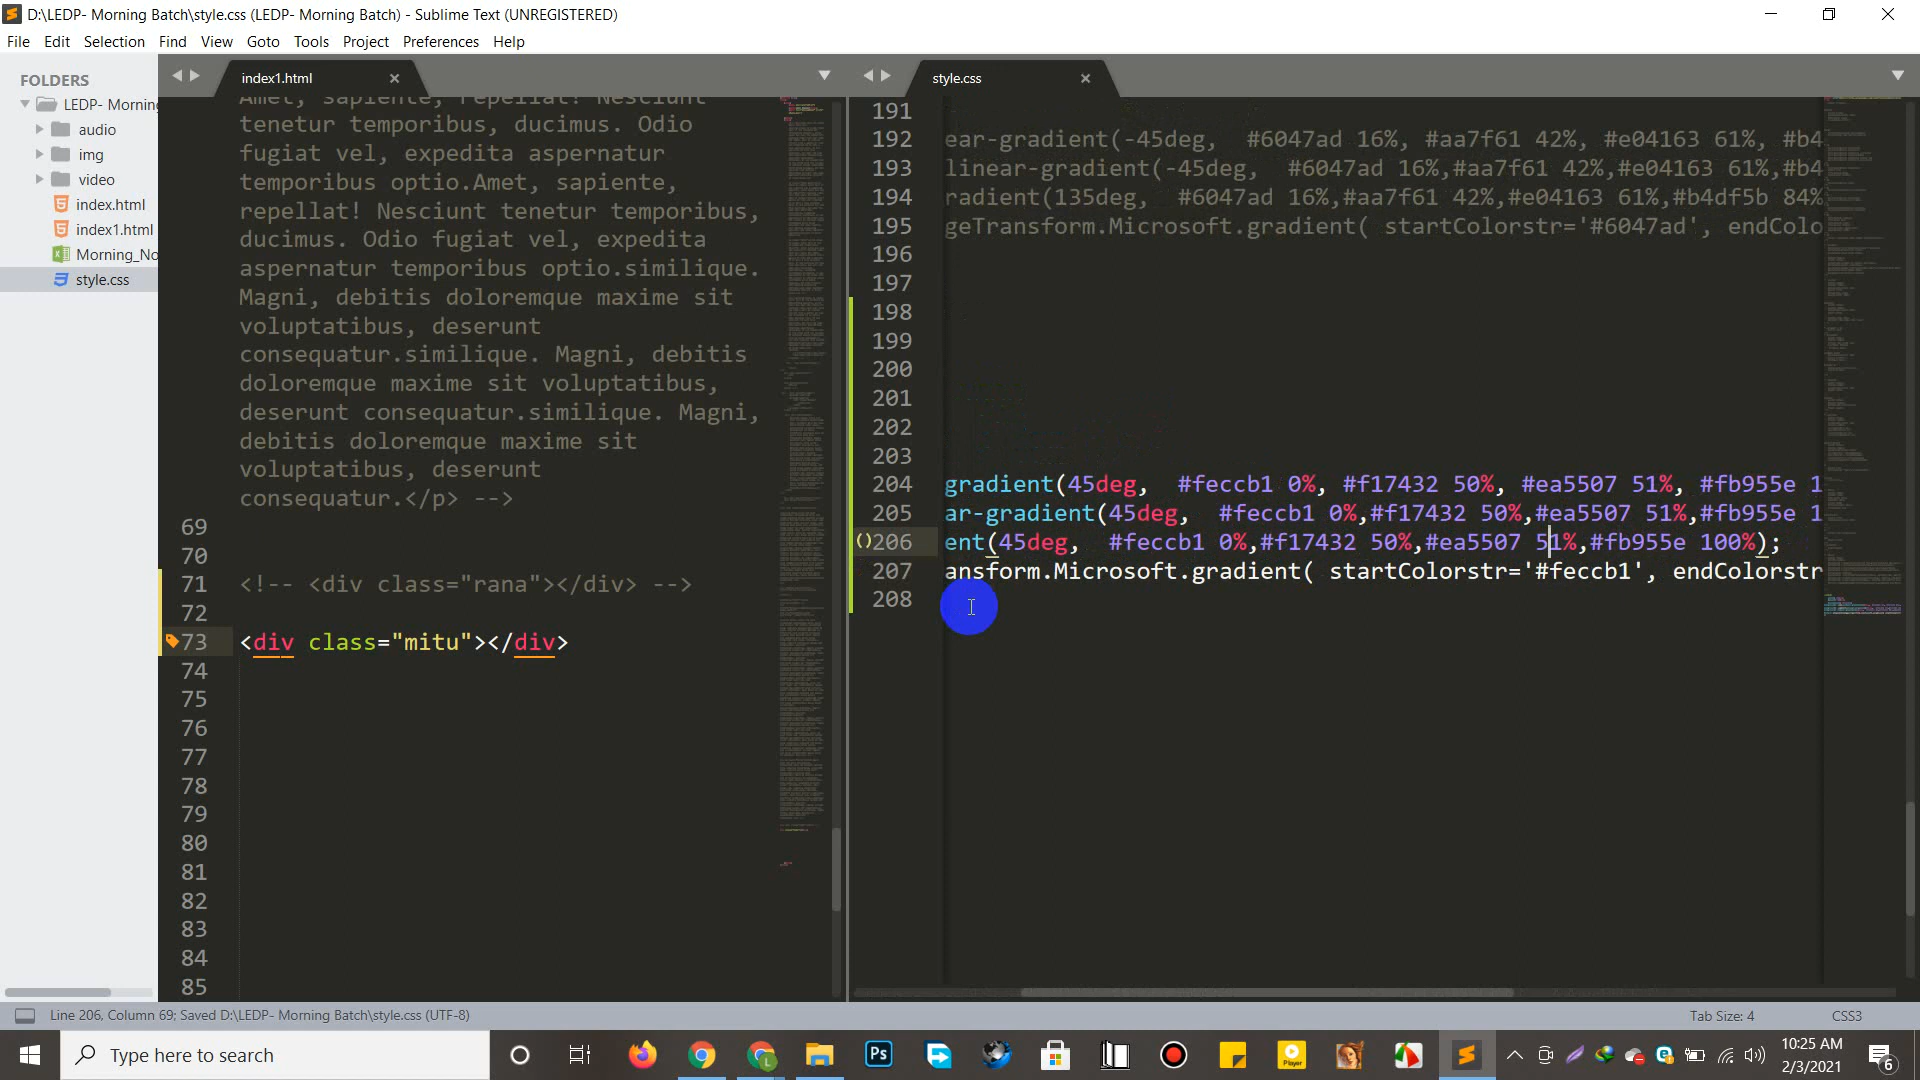 D:\LEDP- Morning Batch\style.css (LEDP- Morning Batch) - Sublime Text (UNREGISTERED)
File Edit Selection Find View Goto Tools Project Preferences Help
FOLDERS
LEDP- Mornin
audio
img
video
index.html
index1.html
Morning_No
style.css
index1.html
tenetur temporibus, ducimus. Odio
fugiat vel, expedita aspernatur
temporibus optio.Amet, sapiente,
repellat! Nesciunt tenetur temporibus,
ducimus. Odio fugiat vel, expedita
aspernatur temporibus optio.similique.
Magni, debitis doloremque maxime sit
voluptatibus, deserunt
consequatur.similique. Magni, debitis
doloremque maxime sit voluptatibus,
deserunt consequatur.similique. Magni,
debitis doloremque maxime sit
voluptatibus, deserunt
consequatur.</p> -->
69
70
71 <!-- <div class="rana"></div> -->
72
73 <div class="mitu"></div>
74
75
76
77
78
79
80
81
82
83
84
85
style.css
191
192 ear-gradient(-45deg,  #6047ad 16%, #aa7f61 42%, #e04163 61%, #b4
193 linear-gradient(-45deg,  #6047ad 16%,#aa7f61 42%,#e04163 61%,#b4
194 radient(135deg,  #6047ad 16%,#aa7f61 42%,#e04163 61%,#b4df5b 84%
195 geTransform.Microsoft.gradient( startColorstr='#6047ad', endColo
196
197
198
199
200
201
202
203
204 gradient(45deg,  #feccb1 0%, #f17432 50%, #ea5507 51%, #fb955e 1
205 ar-gradient(45deg,  #feccb1 0%,#f17432 50%,#ea5507 51%,#fb955e 1
206 ent(45deg,  #feccb1 0%,#f17432 50%,#ea5507 51%,#fb955e 100%);
207 ansform.Microsoft.gradient( startColorstr='#feccb1', endColorstr
208
Line 206, Column 69; Saved D:\LEDP- Morning Batch\style.css (UTF-8)
Tab Size: 4
CSS3
Type here to search
Ps
Player
10:25 AM
2/3/2021
6